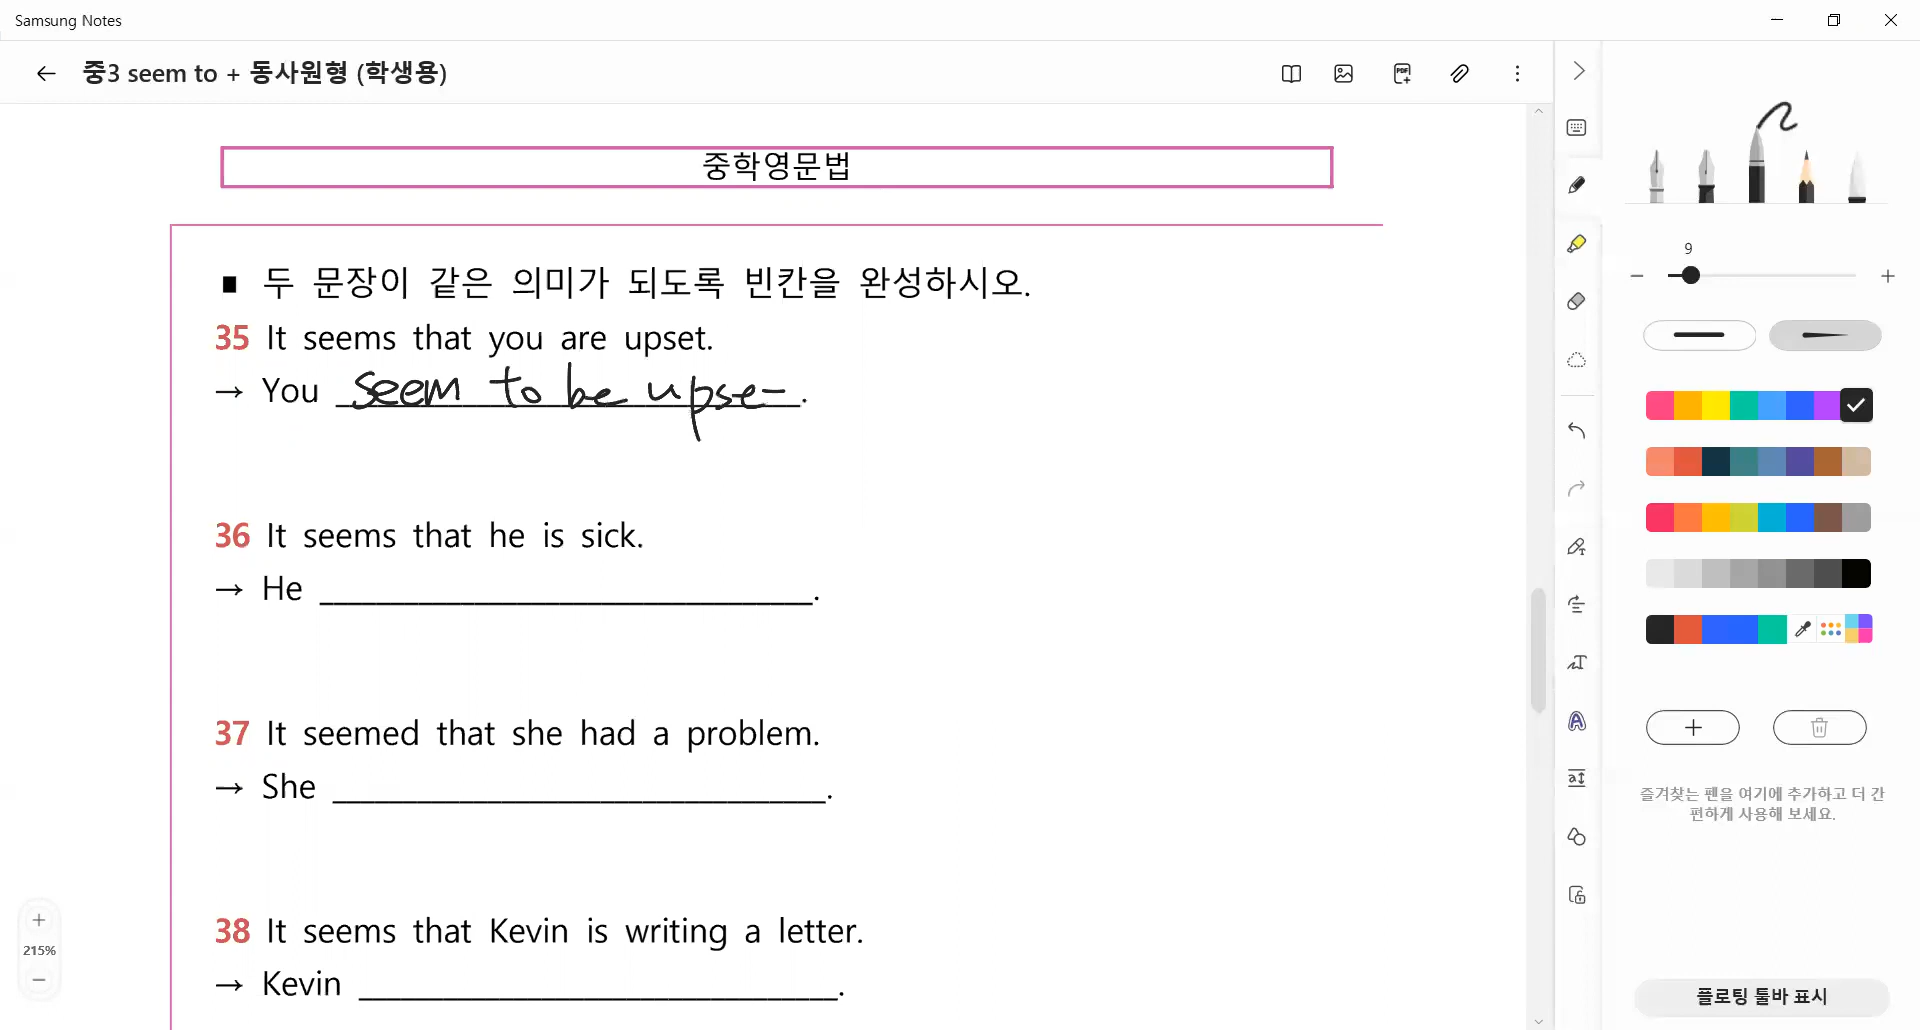 Samsung Notes
중3 seem to + 동사원형 (학생용)
중학영문법
■ 두 문장이 같은 의미가 되도록 빈칸을 완성하시오.
35 It seems that you are upset.
→ You seem to be upse.
36 It seems that he is sick.
→ He ______.
37 It seemed that she had a problem.
→ She ______.
38 It seems that Kevin is writing a letter.
→ Kevin ______.
215%
9
즐겨찾는 펜을 여기에 추가하고 더 간
편하게 사용해 보세요.
플로팅 툴바 표시